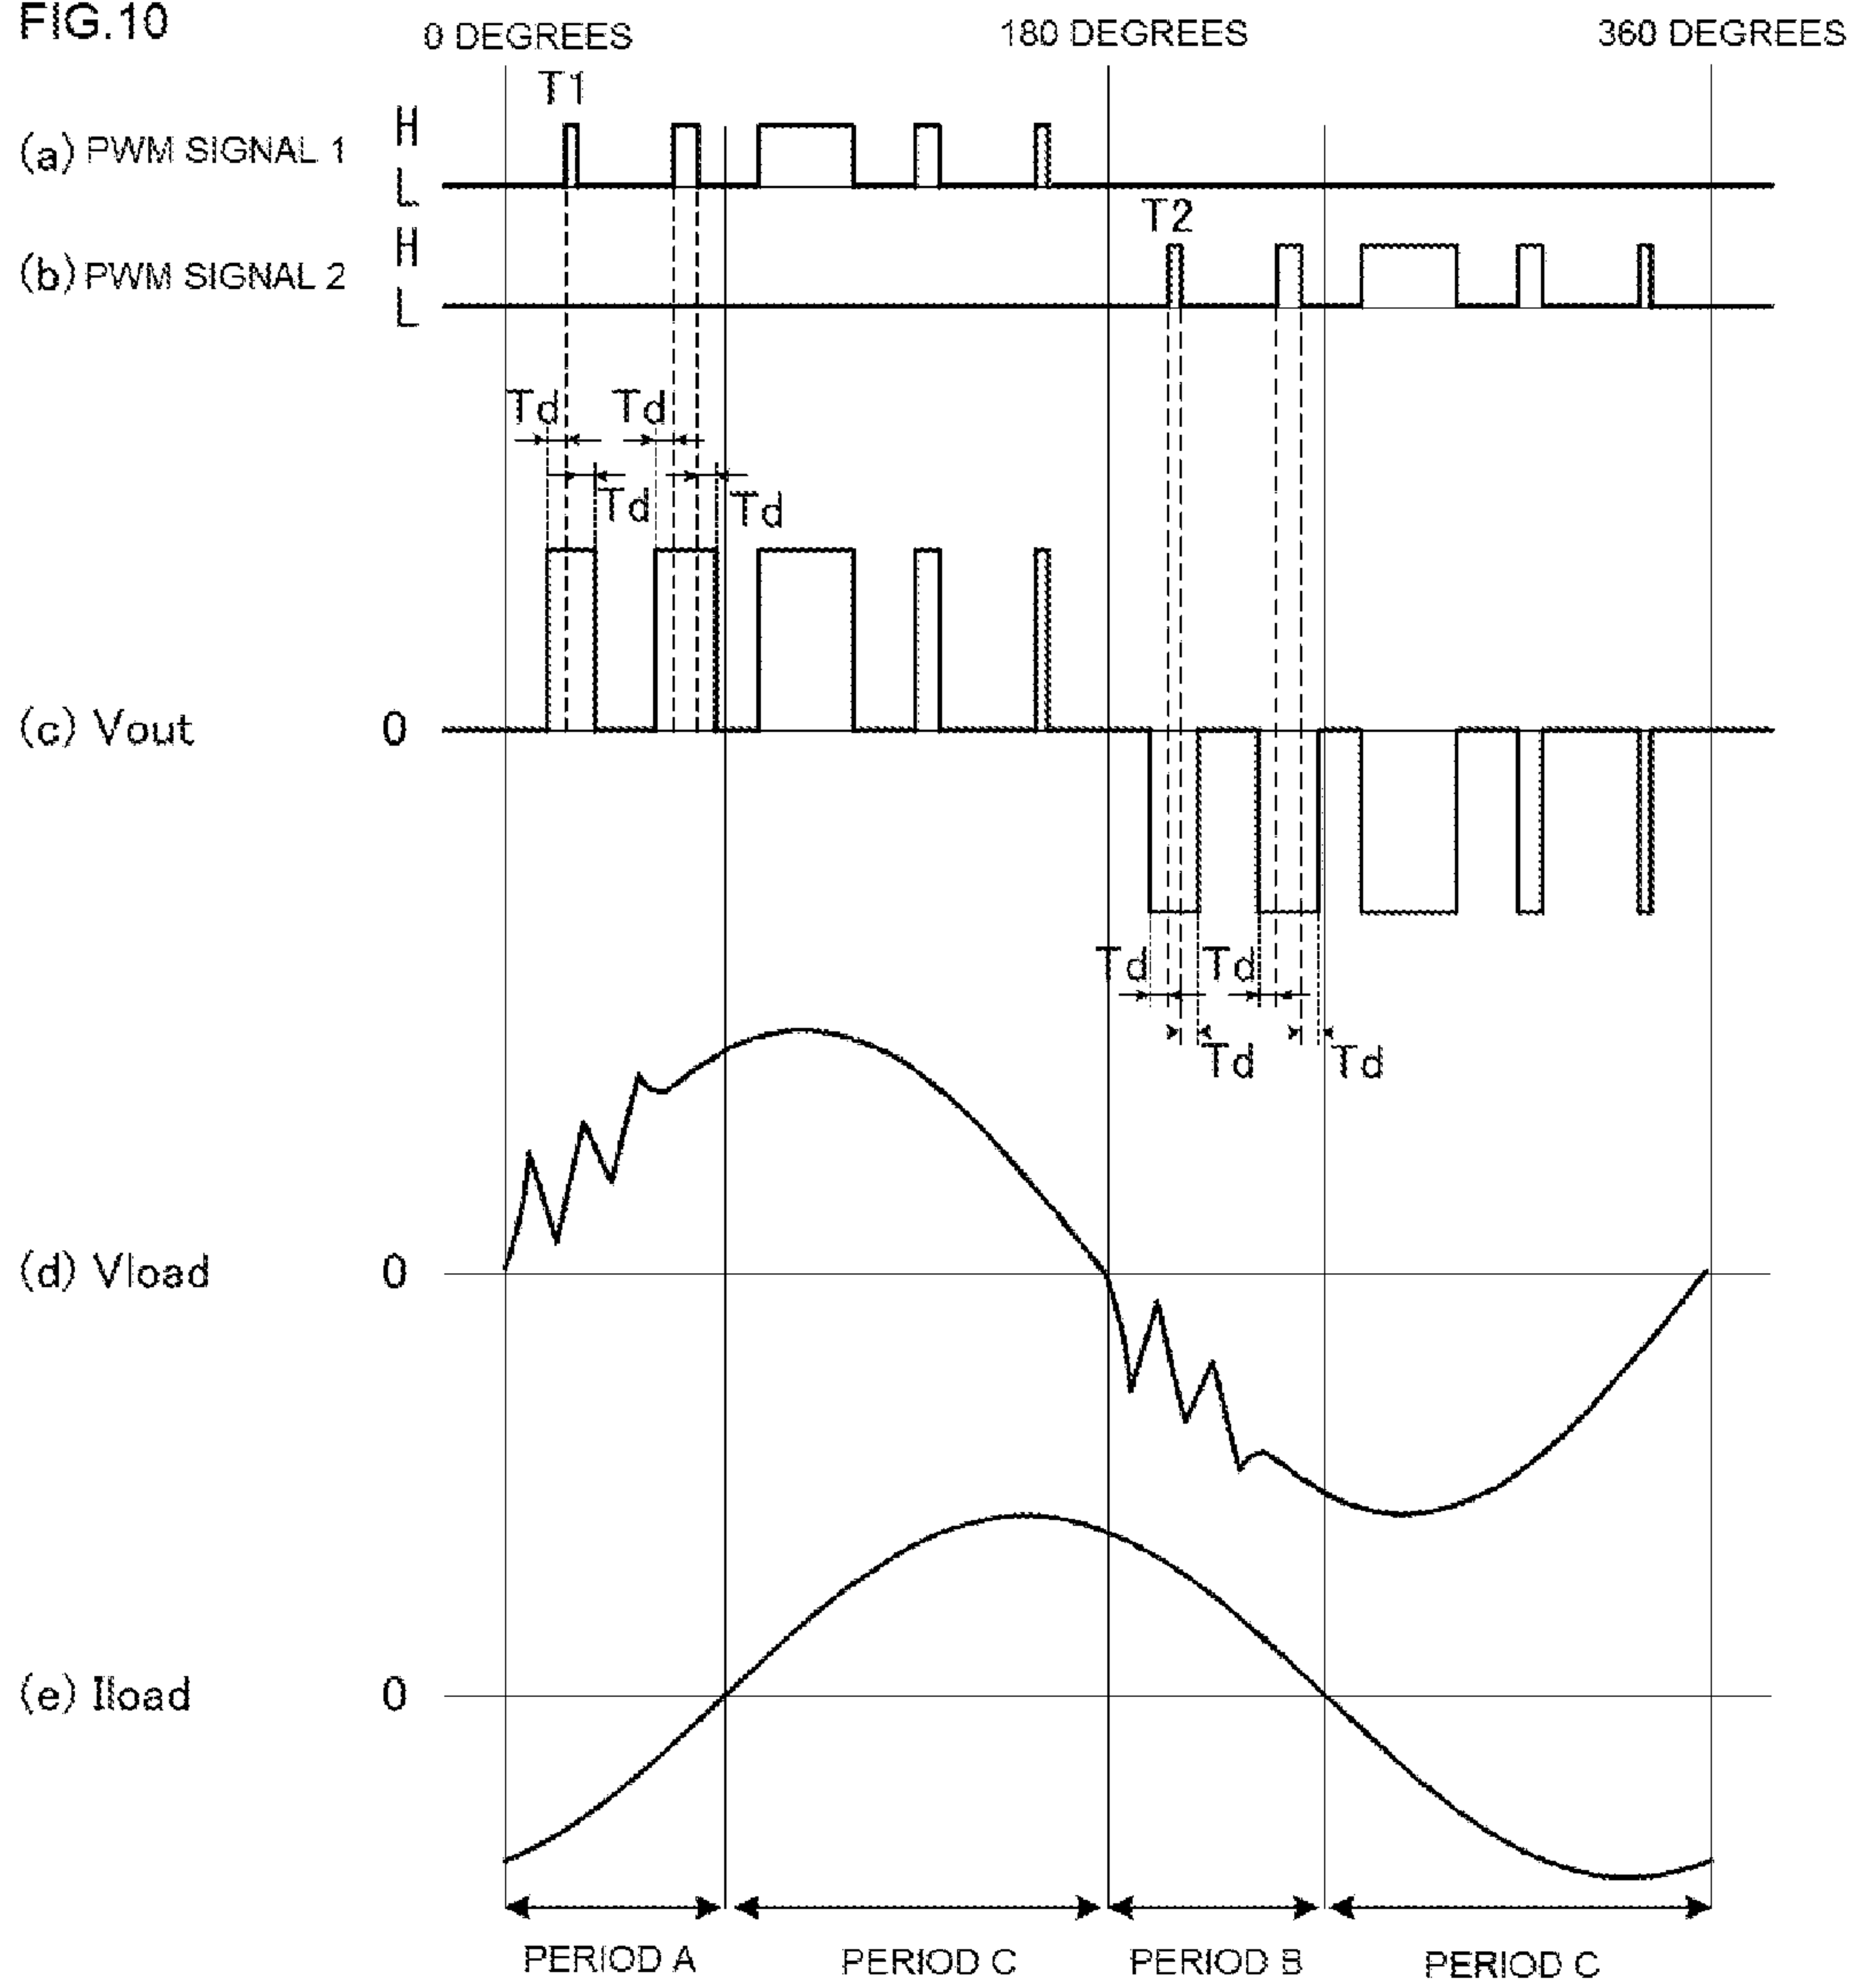 FIG.10
0 DEGREES 180 DEGREES 360 DEGREES
T1
(a) PWM SIGNAL 1 H
L
T2
(b) PWM SIGNAL 2 H
L
Td Td
Td Td
(c) Vout 0
Td Td
Td Td
(d) Vload 0
(e) Iload 0
PERIOD A PERIOD C PERIOD B PERIOD C